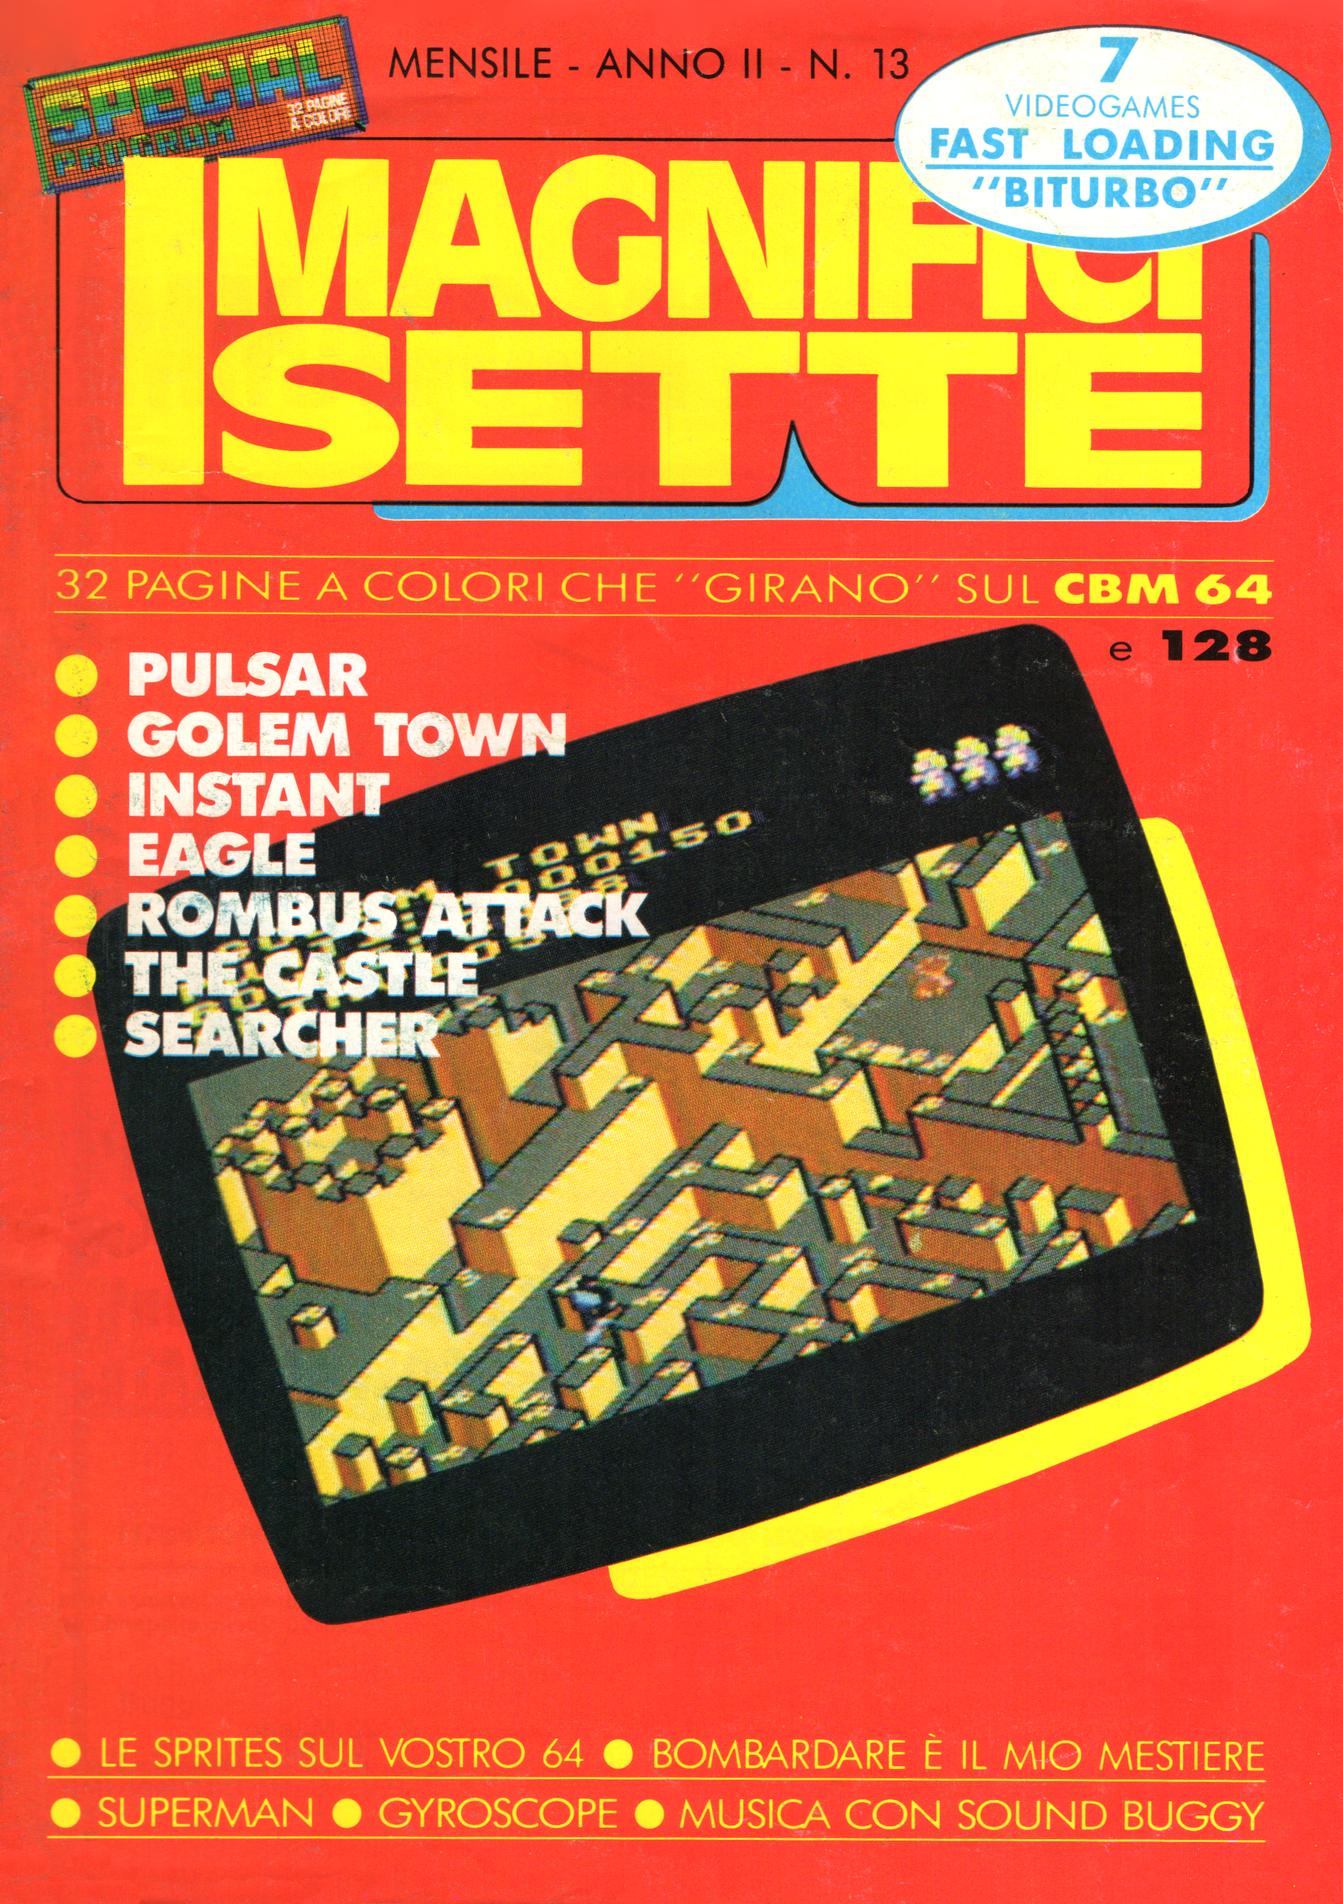 SPECIAL
PROGRAM
32 PAGINE
A COLORI
MENSILE - ANNO II - N. 13
7
VIDEOGAMES
FAST LOADING
"BITURBO"
I MAGNIFICI
SETTE
32 PAGINE A COLORI CHE "GIRANO" SUL CBM 64
e 128
PULSAR
GOLEM TOWN
INSTANT
EAGLE
ROMBUS ATTACK
THE CASTLE
SEARCHER
TOWN
000150
LE SPRITES SUL VOSTRO 64 ● BOMBARDARE È IL MIO MESTIERE
SUPERMAN ● GYROSCOPE ● MUSICA CON SOUND BUGGY